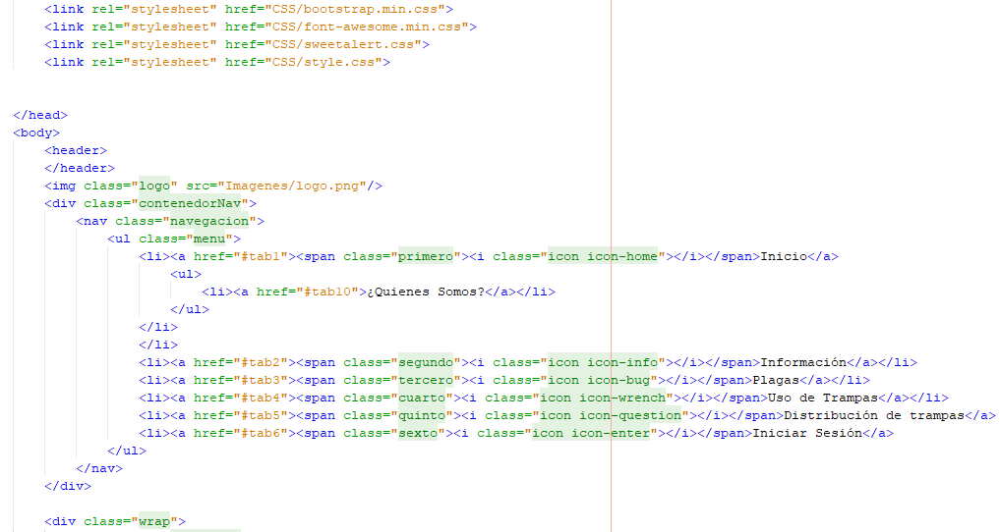 <link rel="stylesheet" href="CSS/bootstrap.min.css">
<link rel="stylesheet" href="CSS/font-awesome.min.css">
<link rel="stylesheet" href="CSS/sweetalert.css">
<link rel="stylesheet" href="CSS/style.css">
</head>
<body>
<header>
</header>
<img class="logo" src="Imagenes/logo.png"/>
<div class="contenedorNav">
<nav class="navegacion">
<ul class="menu">
<li><a href="#tab1"><span class="primero"><i class="icon icon-home"></i></span>Inicio</a>
<ul>
<li><a href="#tab10">¿Quienes Somos?</a></li>
</ul>
</li>
</li>
<li><a href="#tab2"><span class="segundo"><i class="icon icon-info"></i></span>Información</a></li>
<li><a href="#tab3"><span class="tercero"><i class="icon icon-bug"></i></span>Plagas</a></li>
<li><a href="#tab4"><span class="cuarto"><i class="icon icon-wrench"></i></span>Uso de Trampas</a></li>
<li><a href="#tab5"><span class="quinto"><i class="icon icon-question"></i></span>Distribución de trampas</a>
<li><a href="#tab6"><span class="sexto"><i class="icon icon-enter"></i></span>Iniciar Sesión</a>
</ul>
</nav>
</div>
<div class="wrap">